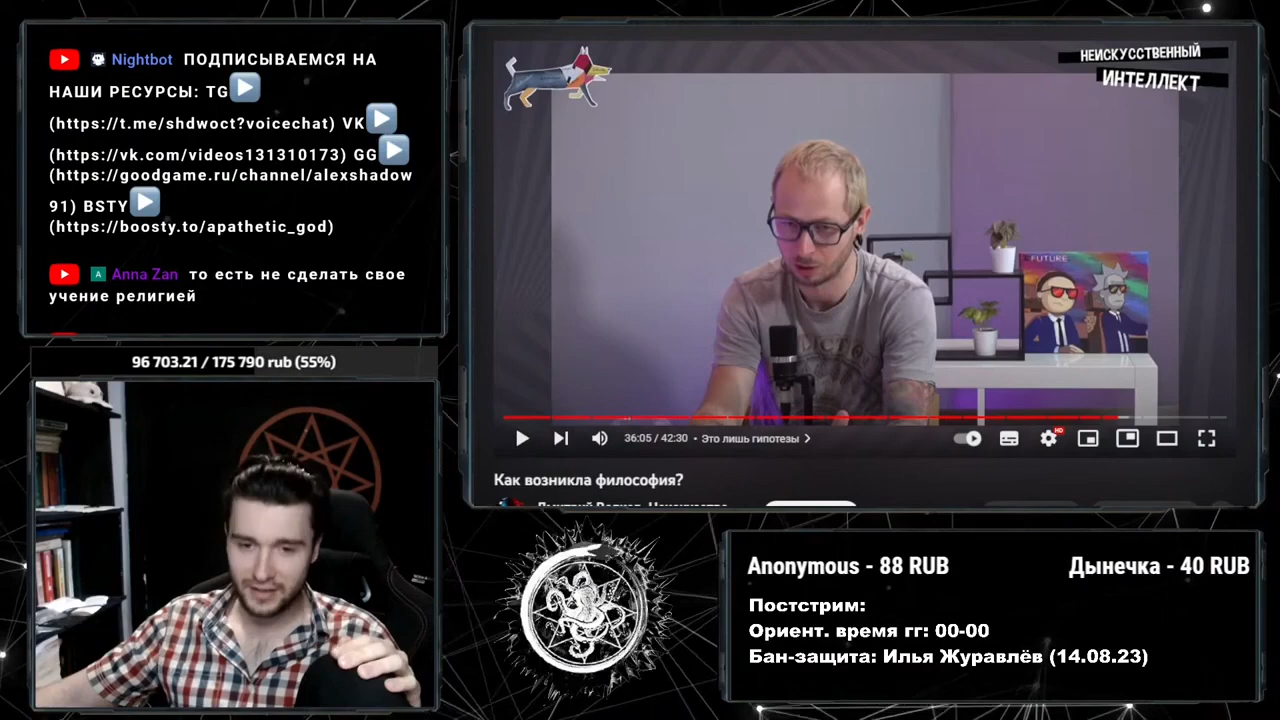 Nightbot ПОДПИСЫВАЕМСЯ НА
НАШИ РЕСУРСЫ: TG
(https://t.me/shdwoct?voicechat) VK
(https://vk.com/videos131310173) GG
(https://goodgame.ru/channel/alexshadow
91) BSTY
(https://boosty.to/apathetic_god)
A Anna Zan то есть не сделать свое
учение религией
96 703.21 / 175 790 rub (55%)
НЕИСКУССТВЕННЫЙ
ИНТЕЛЛЕКТ
FUTURE
36:05 / 42:30 • Это лишь гипотезы
HD
Как возникла философия?
Anonymous - 88 RUB
Дынечка - 40 RUB
Постстрим:
Ориент. время гг: 00-00
Бан-защита: Илья Журавлёв (14.08.23)